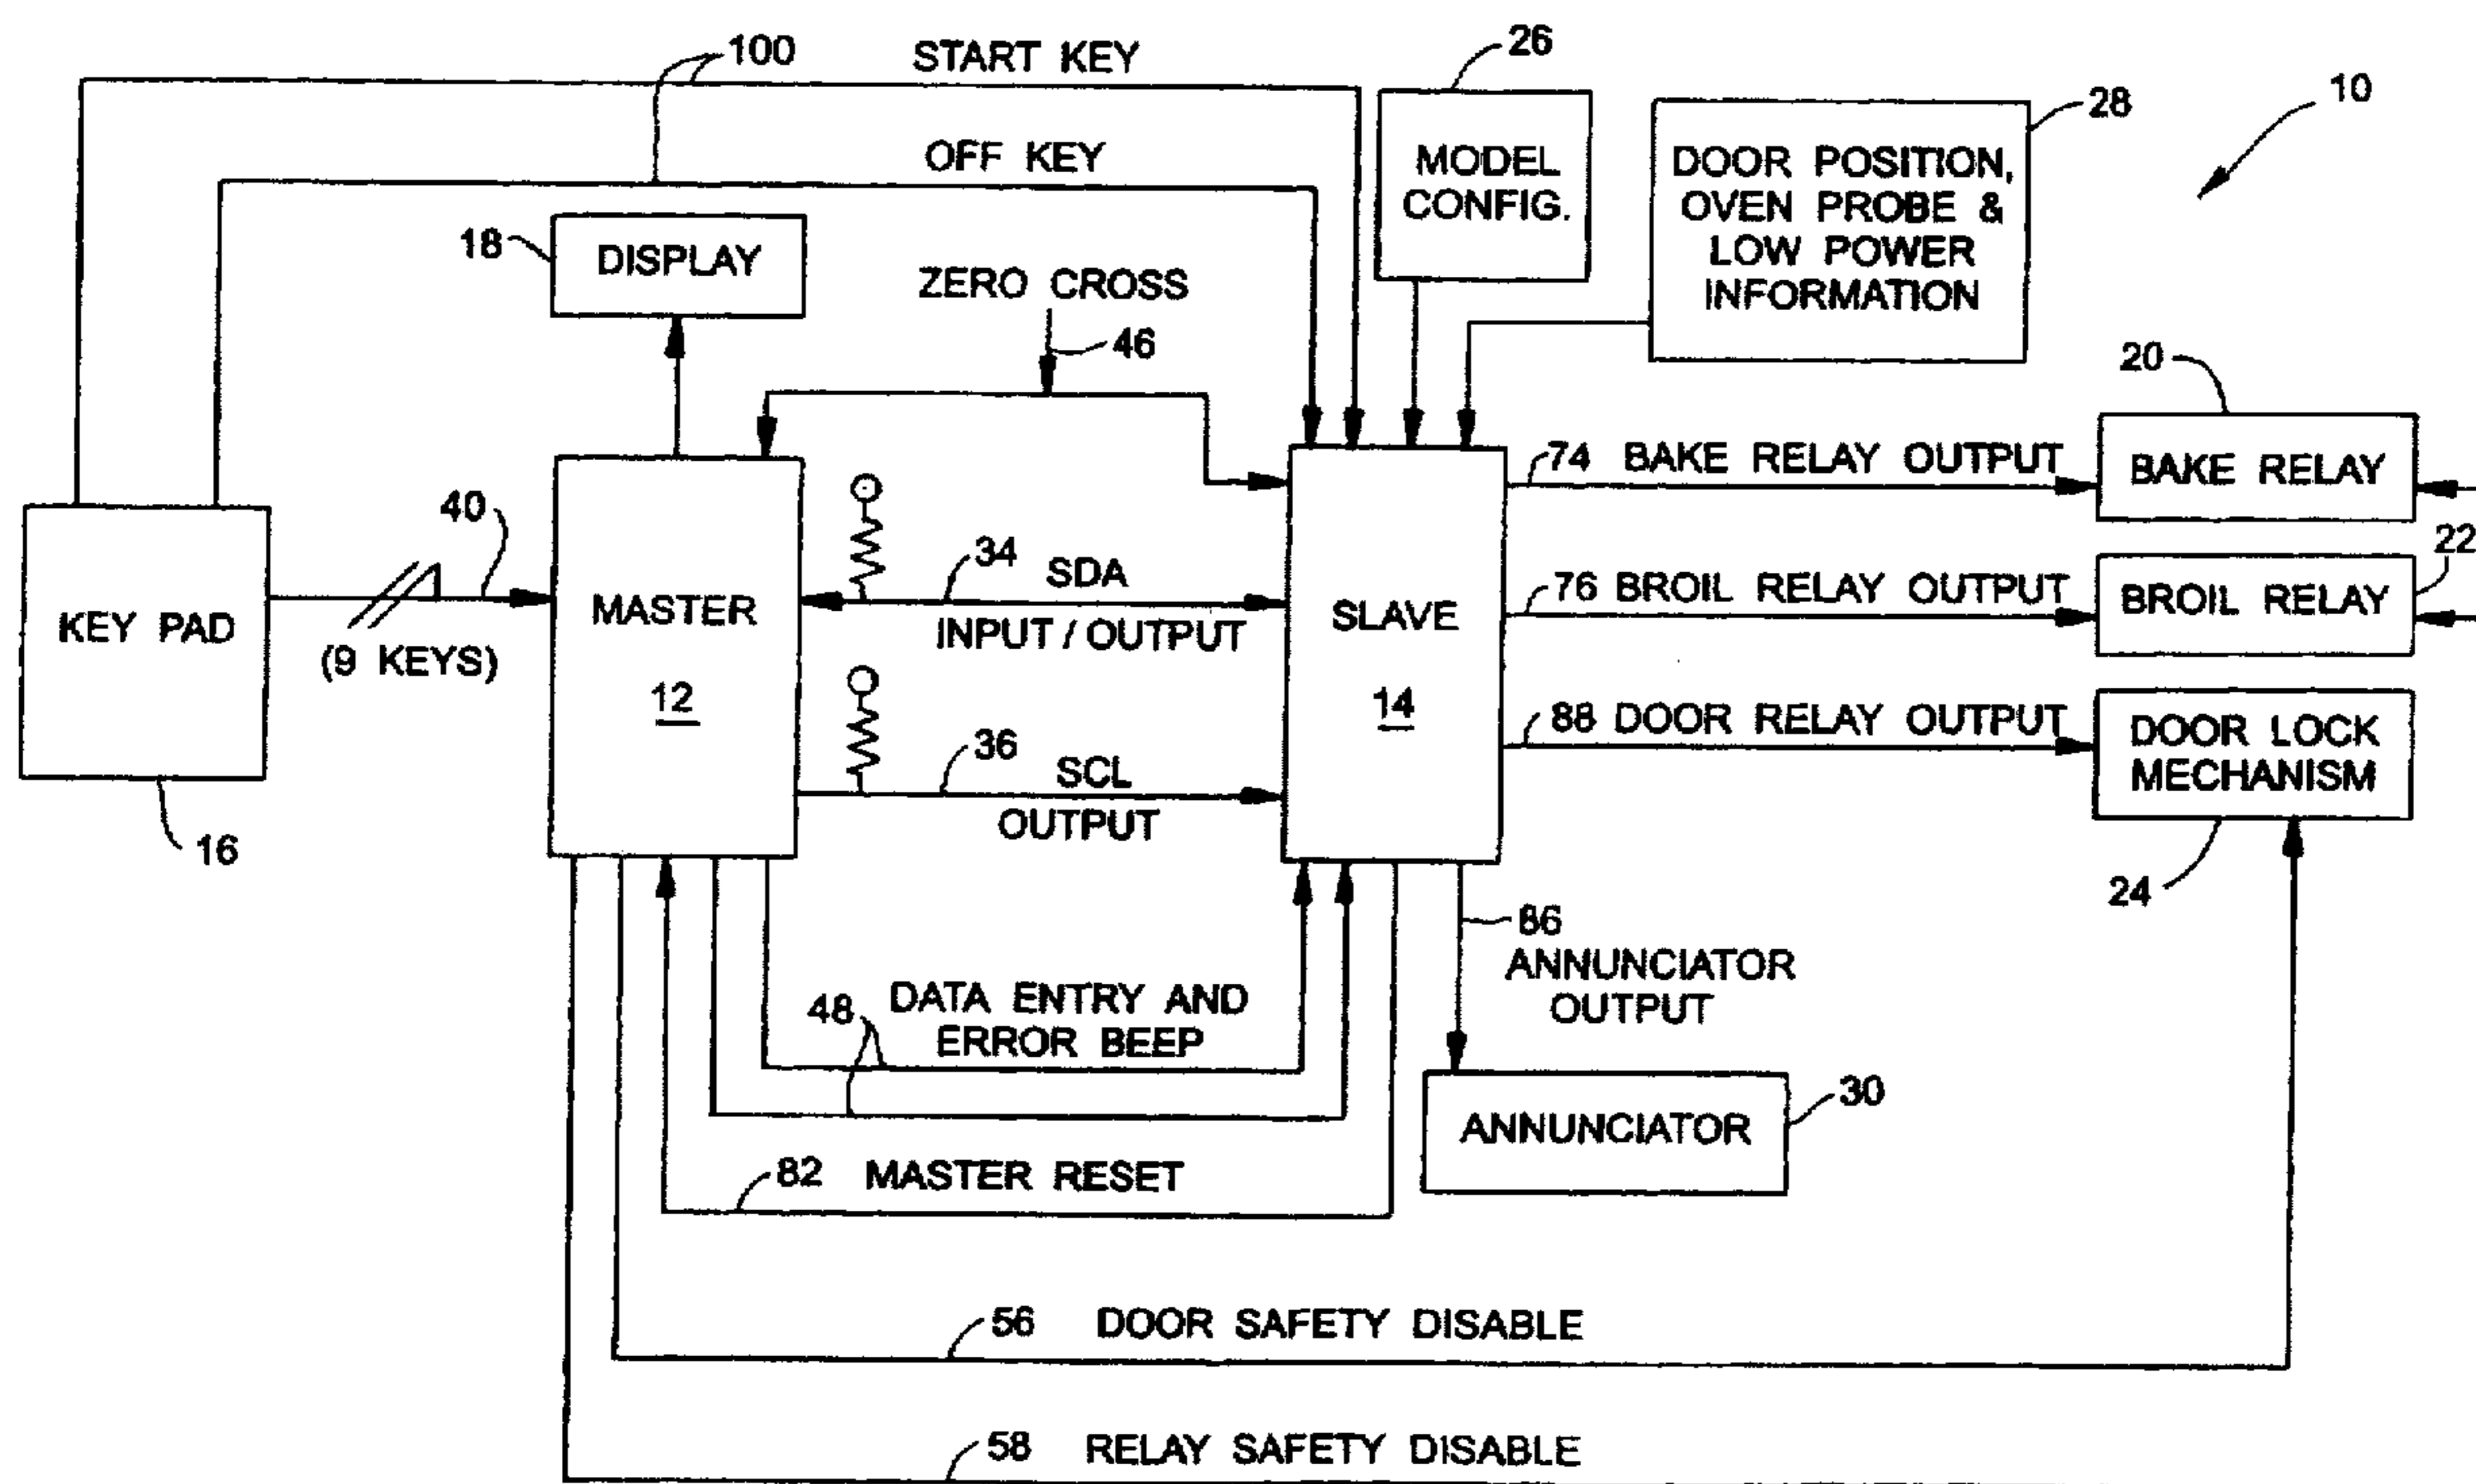 100
START KEY
26
10
28
OFF KEY
MODEL
CONFIG.
DOOR POSITION,
OVEN PROBE &
LOW POWER
INFORMATION
18
DISPLAY
ZERO CROSS
46
20
74 BAKE RELAY OUTPUT
BAKE RELAY
40
KEY PAD
(9 KEYS)
16
MASTER
12
34
SDA
INPUT / OUTPUT
36
SCL
OUTPUT
SLAVE
14
76 BROIL RELAY OUTPUT
BROIL RELAY
22
88 DOOR RELAY OUTPUT
DOOR LOCK
MECHANISM
24
86
ANNUNCIATOR
OUTPUT
48
DATA ENTRY AND
ERROR BEEP
ANNUNCIATOR
30
82 MASTER RESET
56 DOOR SAFETY DISABLE
58 RELAY SAFETY DISABLE